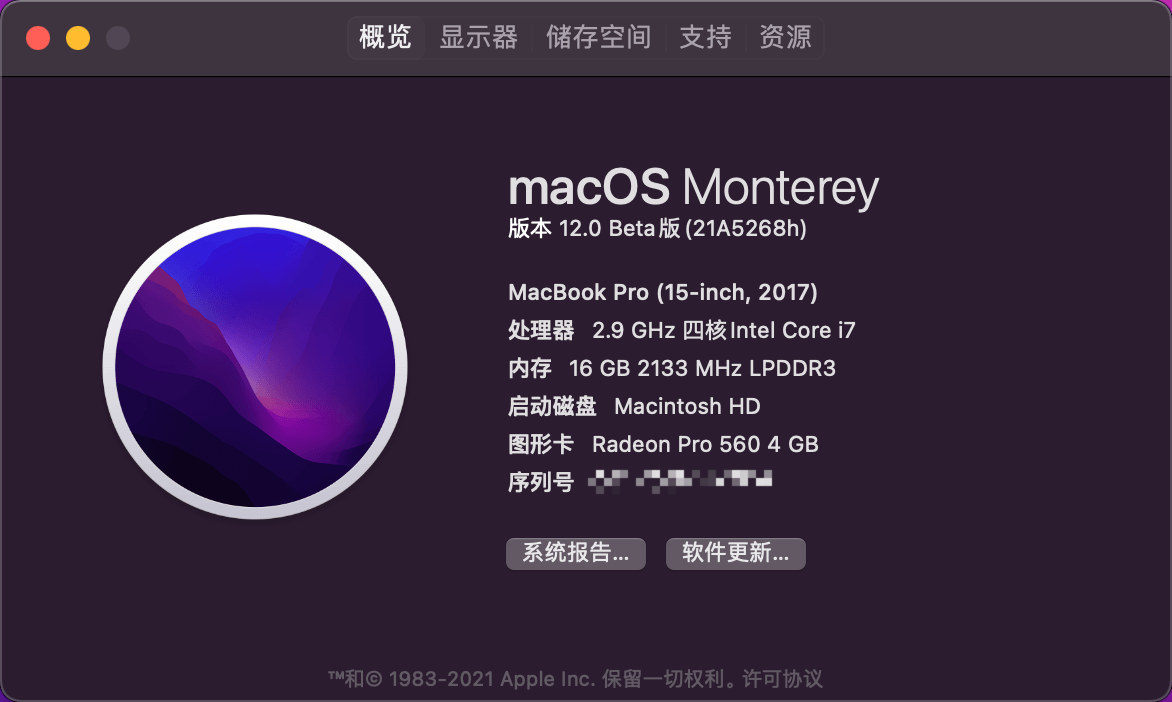 概览 显示器 储存空间 支持 资源
macOS Monterey
版本 12.0 Beta版 (21A5268h)
MacBook Pro (15-inch, 2017)
处理器 2.9 GHz 四核Intel Core i7
内存 16 GB 2133 MHz LPDDR3
启动磁盘 Macintosh HD
图形卡 Radeon Pro 560 4 GB
序列号
系统报告... 软件更新...
™和© 1983-2021 Apple Inc. 保留一切权利。许可协议